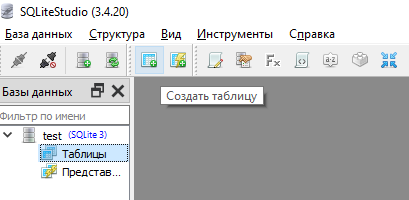 SQLiteStudio (3.4.20)
База данных Структура Вид Инструменты Справка
Создать таблицу
Базы данных
Фильтр по имени
test (SQLite 3)
Таблицы
Представ...